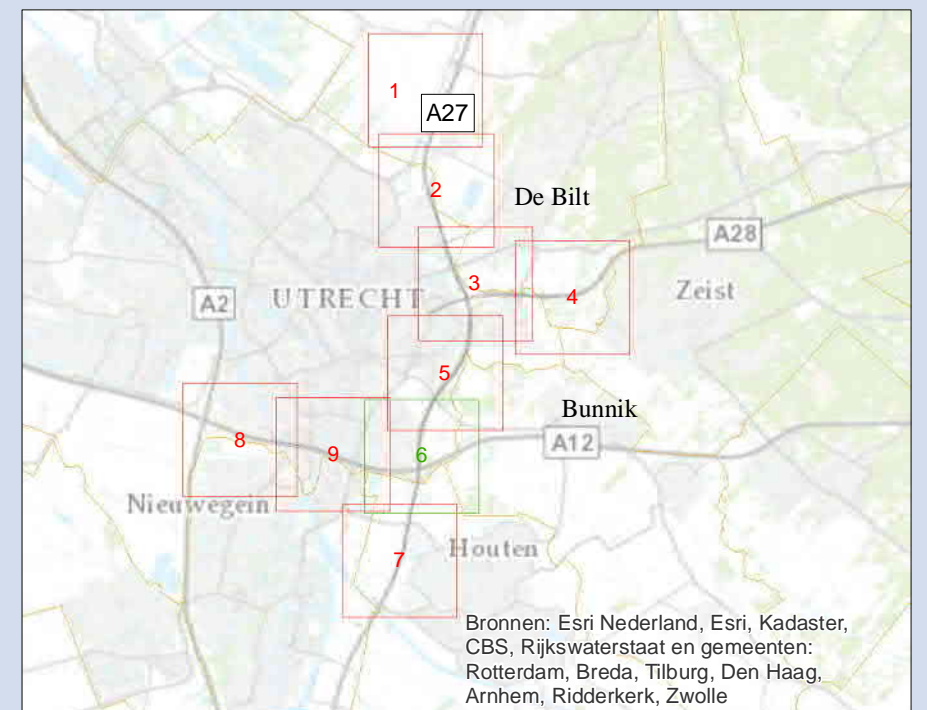 1
A27
2
De Bilt
A28
3
4
Zeist
A2
UTRECHT
5
Bunnik
A12
8
9
6
Nieuwegein
Houten
7
Bronnen: Esri Nederland, Esri, Kadaster,
CBS, Rijkswaterstaat en gemeenten:
Rotterdam, Breda, Tilburg, Den Haag,
Arnhem, Ridderkerk, Zwolle